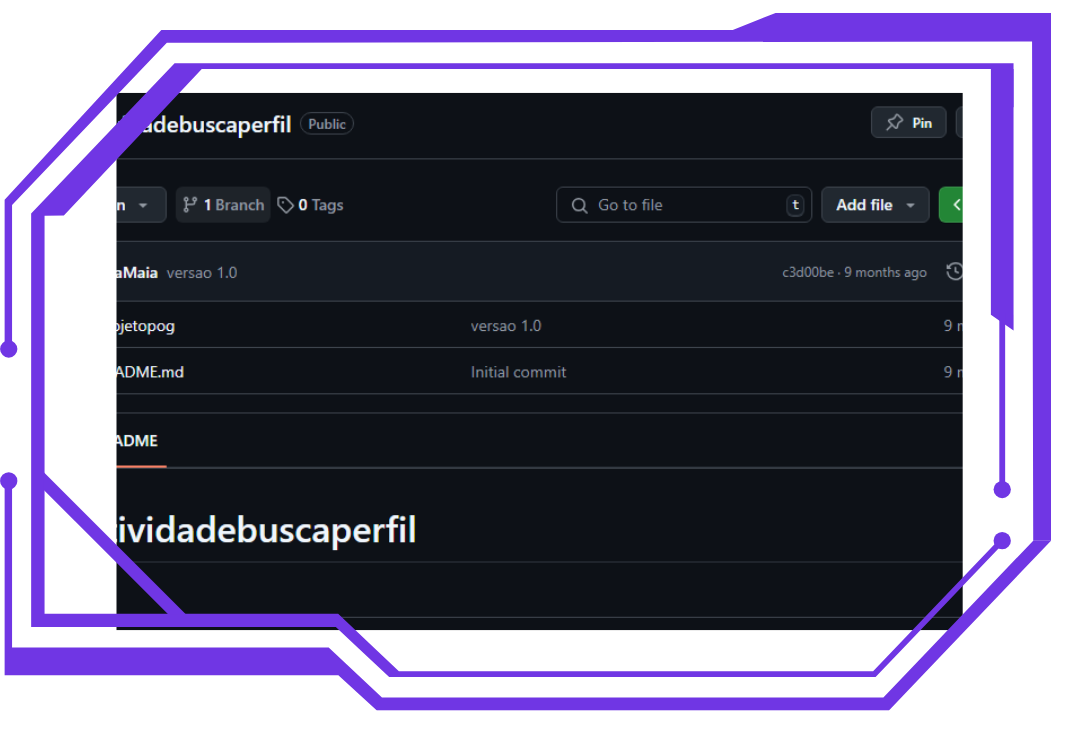 adebuscaperfil Public Pin
n 1 Branch 0 Tags Go to file t Add file
aMaia versao 1.0 c3d00be · 9 months ago
ojetopog versao 1.0 9
ADME.md Initial commit 9
ADME
ividadebuscaperfil